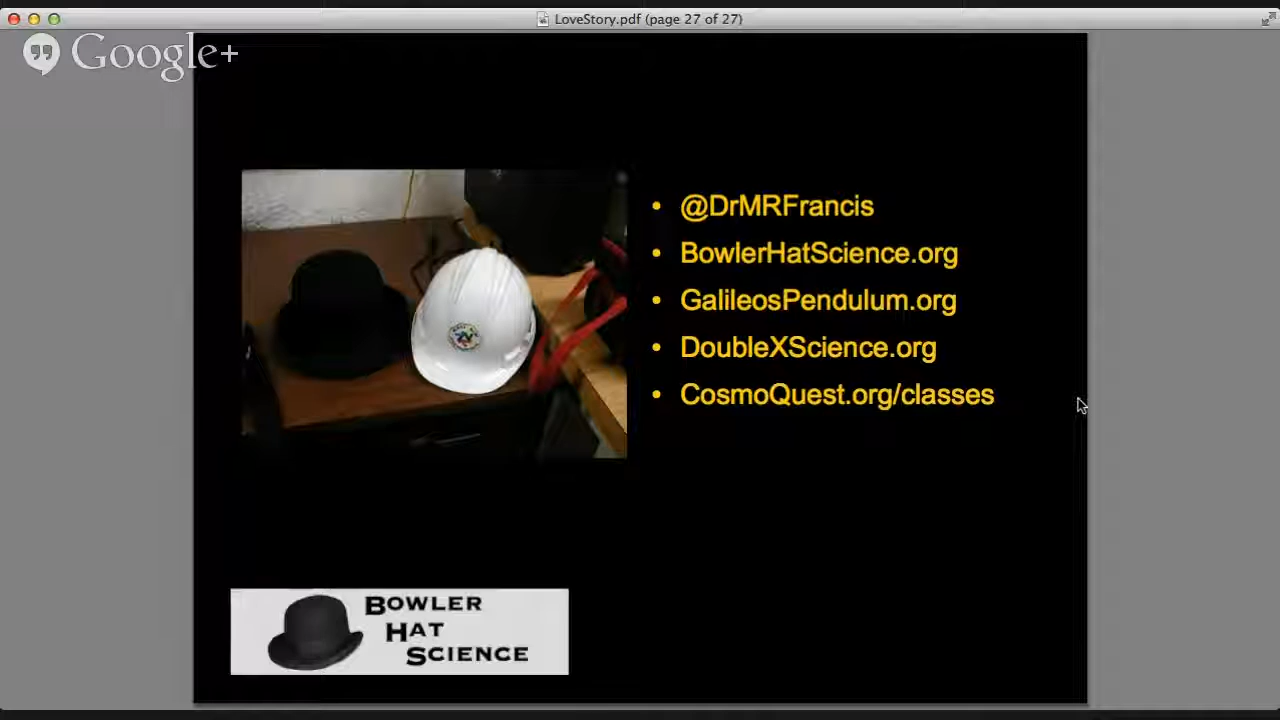 LoveStory.pdf (page 27 of 27)
Google+
• @DrMRFrancis
• BowlerHatScience.org
• GalileosPendulum.org
• DoubleXScience.org
• CosmoQuest.org/classes
BOWLER
HAT
SCIENCE